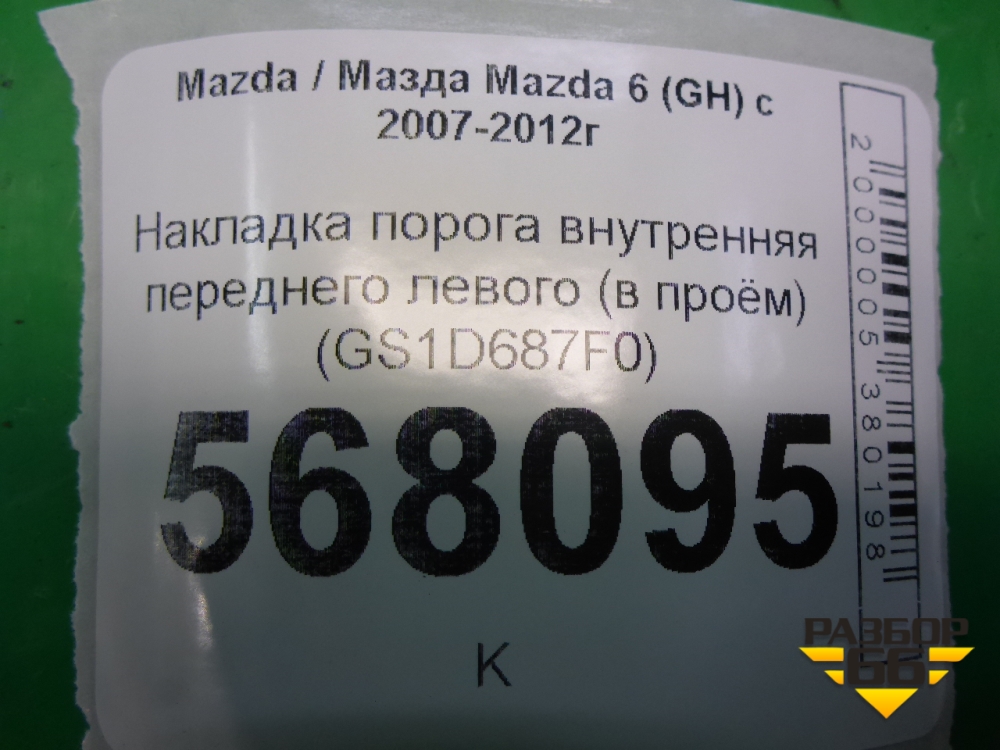 Mazda / Мазда Mazda 6 (GH) с
2007-2012г
Накладка порога внутренняя
переднего левого (в проём)
(GS1D687F0)
568095
К
2000005380198
РАЗБОР
66